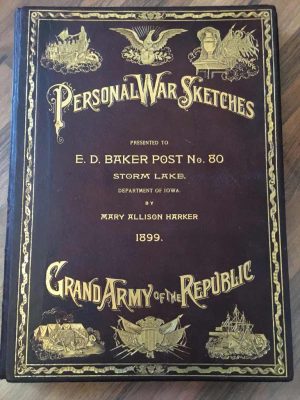 PERSONAL WAR SKETCHES
PRESENTED TO
E. D. BAKER POST No. 80
STORM LAKE,
DEPARTMENT OF IOWA.
BY
MARY ALLISON HARKER
1899.
GRAND ARMY OF THE REPUBLIC